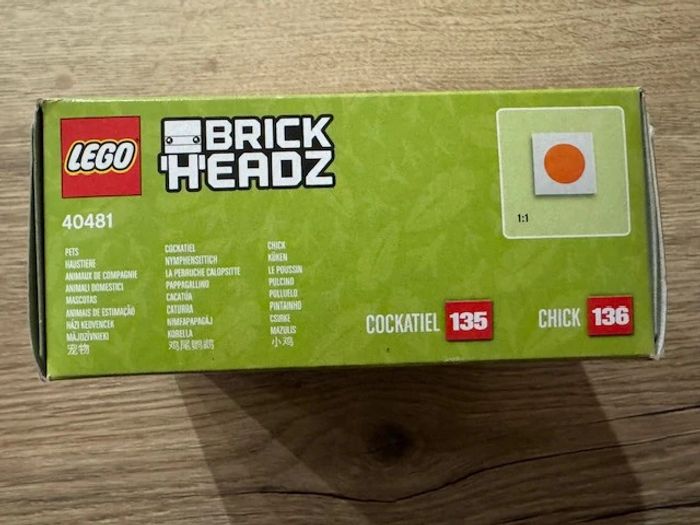 LEGO
BRICK
HEADZ
40481
PETS
HAUSTIERE
ANIMAUX DE COMPAGNIE
ANIMALI DOMESTICI
MASCOTAS
ANIMAIS DE ESTIMAÇÃO
HÁZI KEDVENCEK
MĀJDZĪVNIEKI
宠物
COCKATIEL
NYMPHENSITTICH
LA PERRUCHE CALOPSITTE
PAPPAGALLINO
CACATÚA
CATURRA
NIMFAPAPAGÁJ
KORELLA
鸡尾鹦鹉
CHICK
KÜKEN
LE POUSSIN
PULCINO
POLLUELO
PINTAINHO
CSIRKE
MAZULIS
小鸡
1:1
COCKATIEL 135
CHICK 136